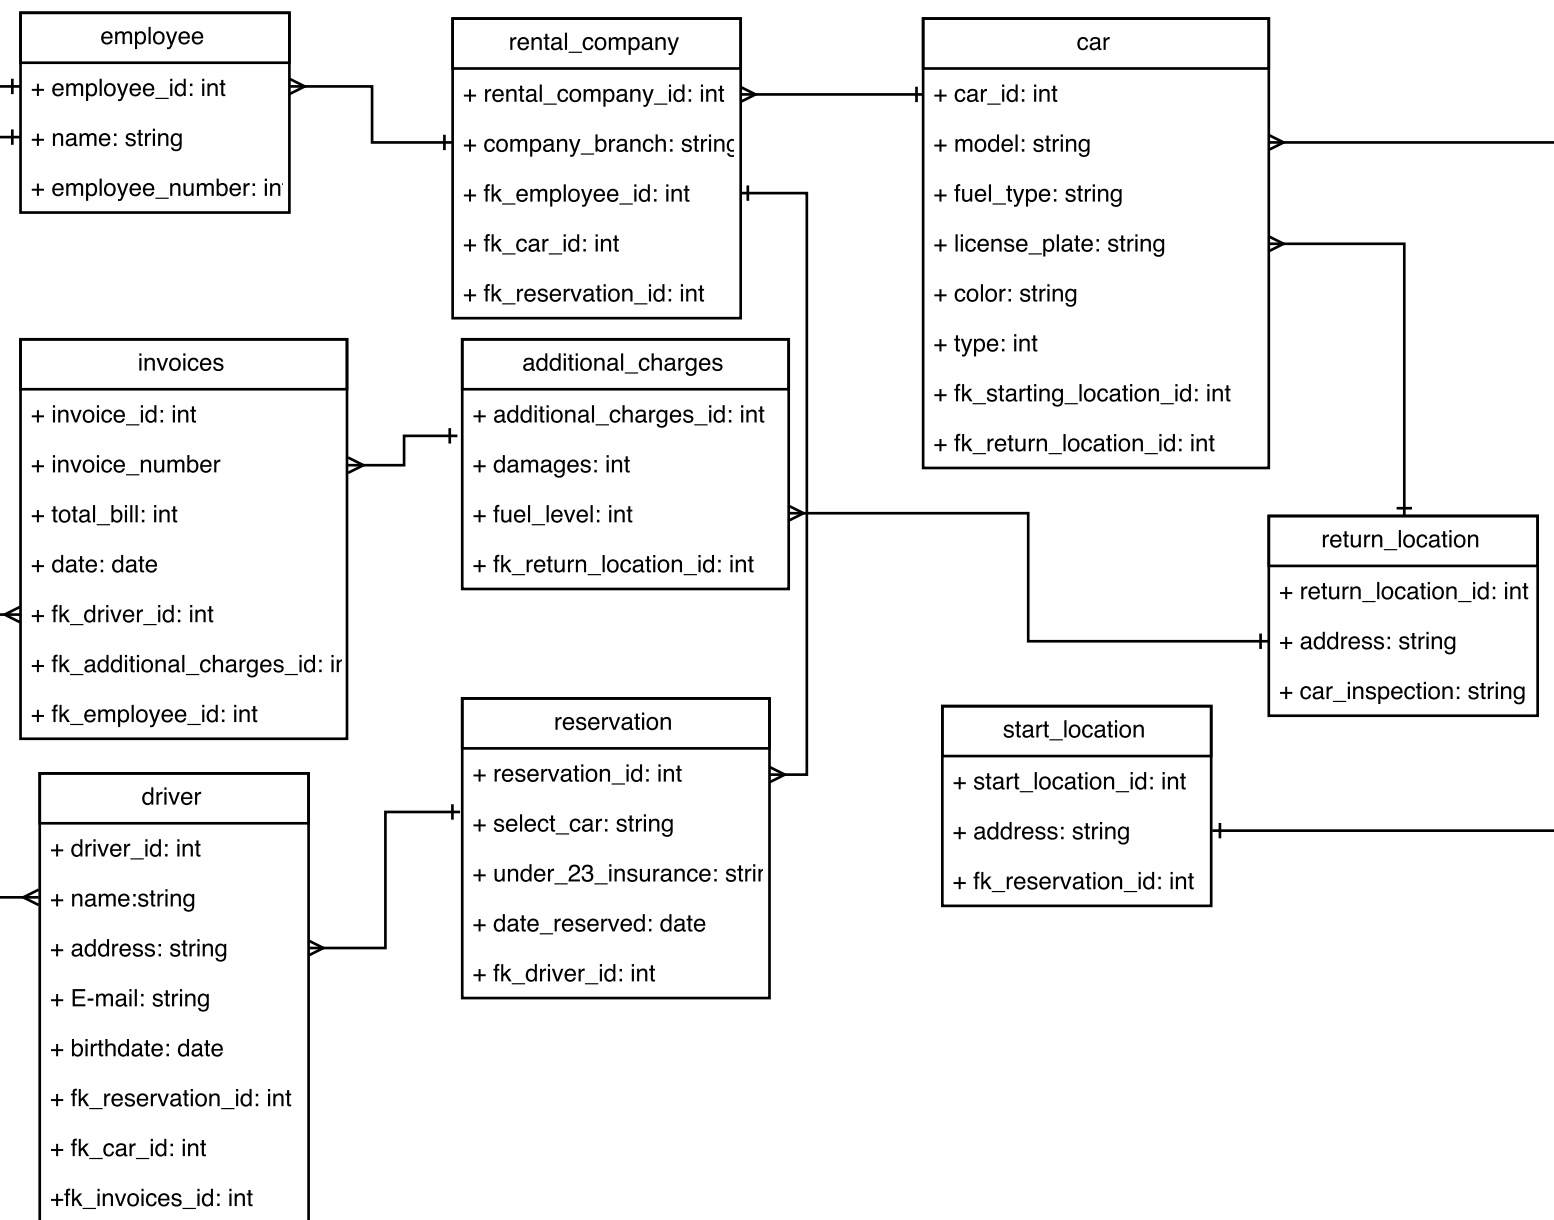 employee
+ employee_id: int
+ name: string
+ employee_number: in
rental_company
+ rental_company_id: int
+ company_branch: string
+ fk_employee_id: int
+ fk_car_id: int
+ fk_reservation_id: int
car
+ car_id: int
+ model: string
+ fuel_type: string
+ license_plate: string
+ color: string
+ type: int
+ fk_starting_location_id: int
+ fk_return_location_id: int
invoices
+ invoice_id: int
+ invoice_number
+ total_bill: int
+ date: date
+ fk_driver_id: int
+ fk_additional_charges_id: in
+ fk_employee_id: int
additional_charges
+ additional_charges_id: int
+ damages: int
+ fuel_level: int
+ fk_return_location_id: int
return_location
+ return_location_id: int
+ address: string
+ car_inspection: string
reservation
+ reservation_id: int
+ select_car: string
+ under_23_insurance: strin
+ date_reserved: date
+ fk_driver_id: int
start_location
+ start_location_id: int
+ address: string
+ fk_reservation_id: int
driver
+ driver_id: int
+ name:string
+ address: string
+ E-mail: string
+ birthdate: date
+ fk_reservation_id: int
+ fk_car_id: int
+fk_invoices_id: int